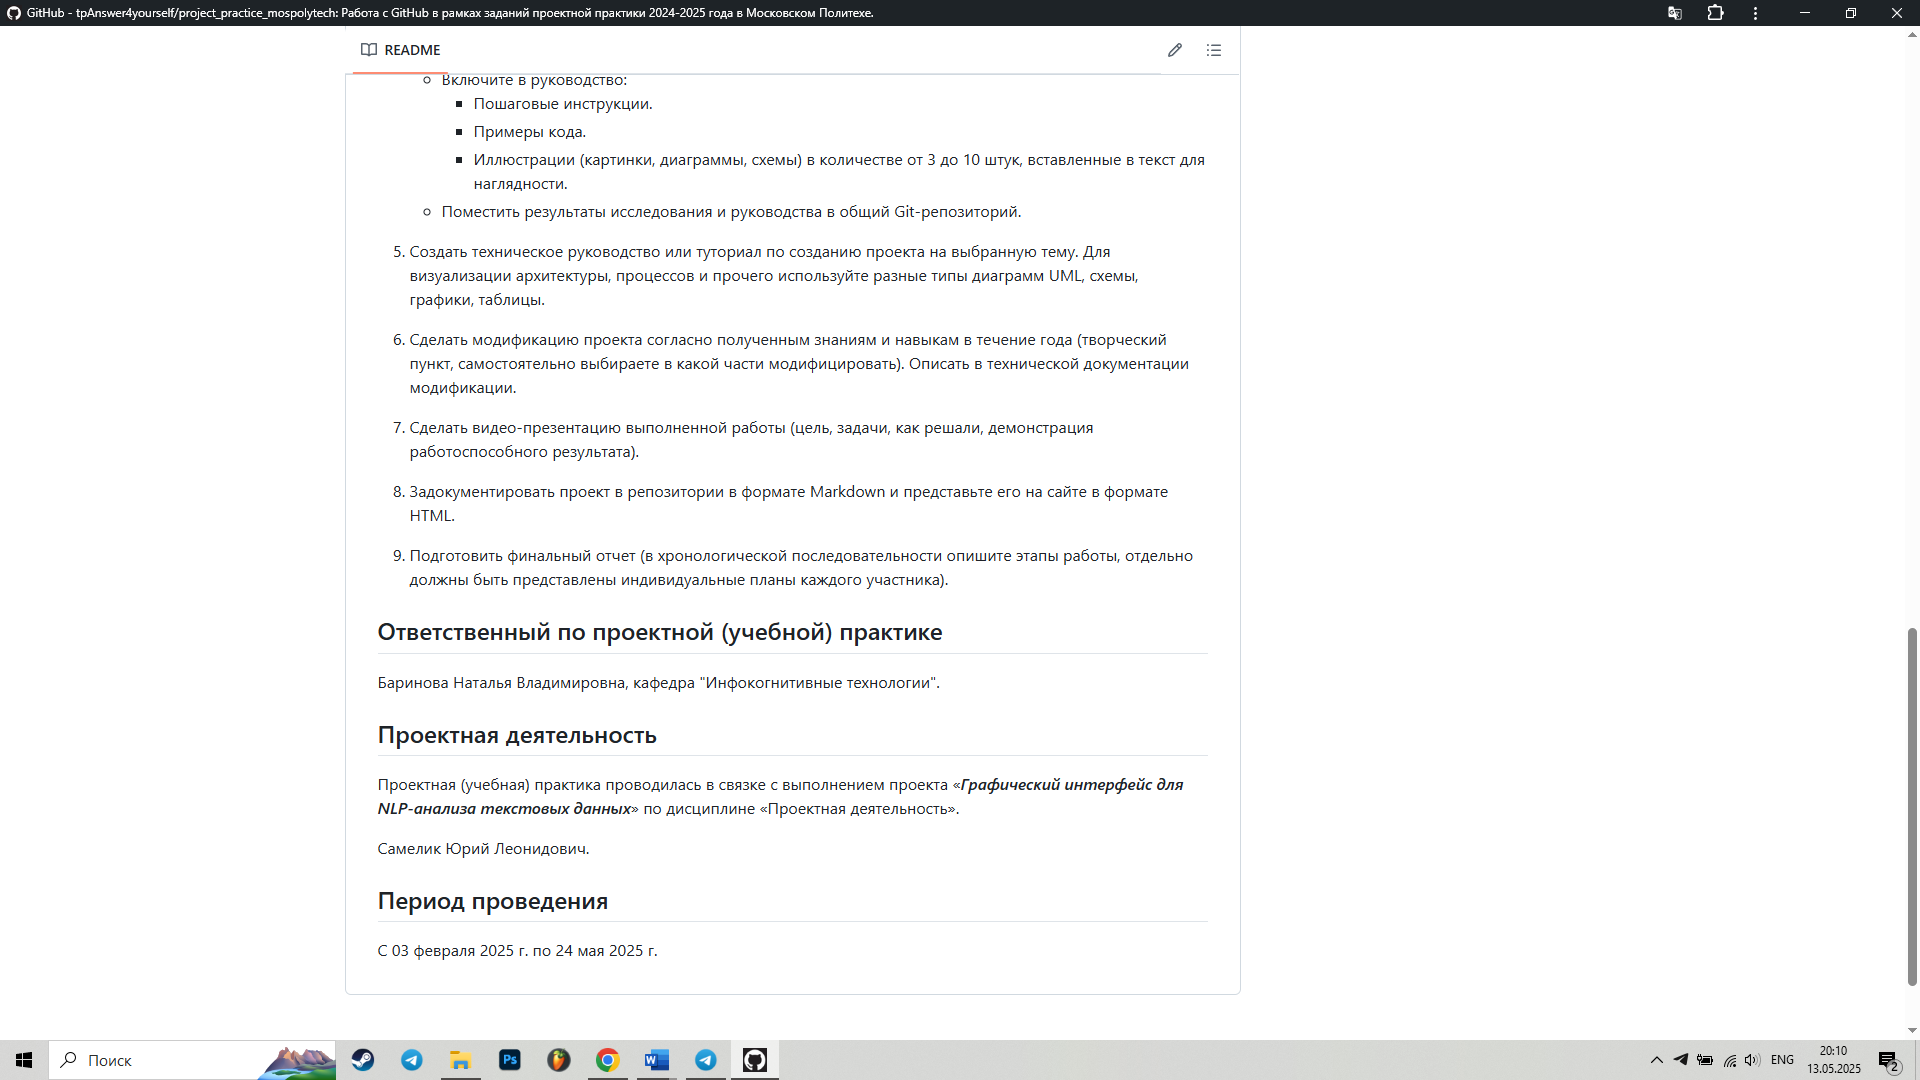 GitHub - tpAnswer4yourself/project_practice_mospolytech: Работа с GitHub в рамках заданий проектной практики 2024-2025 года в Московском Политехе.
README
Включите в руководство:
Пошаговые инструкции.
Примеры кода.
Иллюстрации (картинки, диаграммы, схемы) в количестве от 3 до 10 штук, вставленные в текст для
наглядности.
Поместить результаты исследования и руководства в общий Git-репозиторий.
5. Создать техническое руководство или туториал по созданию проекта на выбранную тему. Для
визуализации архитектуры, процессов и прочего используйте разные типы диаграмм UML, схемы,
графики, таблицы.
6. Сделать модификацию проекта согласно полученным знаниям и навыкам в течение года (творческий
пункт, самостоятельно выбираете в какой части модифицировать). Описать в технической документации
модификации.
7. Сделать видео-презентацию выполненной работы (цель, задачи, как решали, демонстрация
работоспособного результата).
8. Задокументировать проект в репозитории в формате Markdown и представьте его на сайте в формате
HTML.
9. Подготовить финальный отчет (в хронологической последовательности опишите этапы работы, отдельно
должны быть представлены индивидуальные планы каждого участника).
Ответственный по проектной (учебной) практике
Баринова Наталья Владимировна, кафедра "Инфокогнитивные технологии".
Проектная деятельность
Проектная (учебная) практика проводилась в связке с выполнением проекта «Графический интерфейс для
NLP-анализа текстовых данных» по дисциплине «Проектная деятельность».
Самелик Юрий Леонидович.
Период проведения
С 03 февраля 2025 г. по 24 мая 2025 г.
Поиск
Ps
W
ENG
20:10
13.05.2025
2